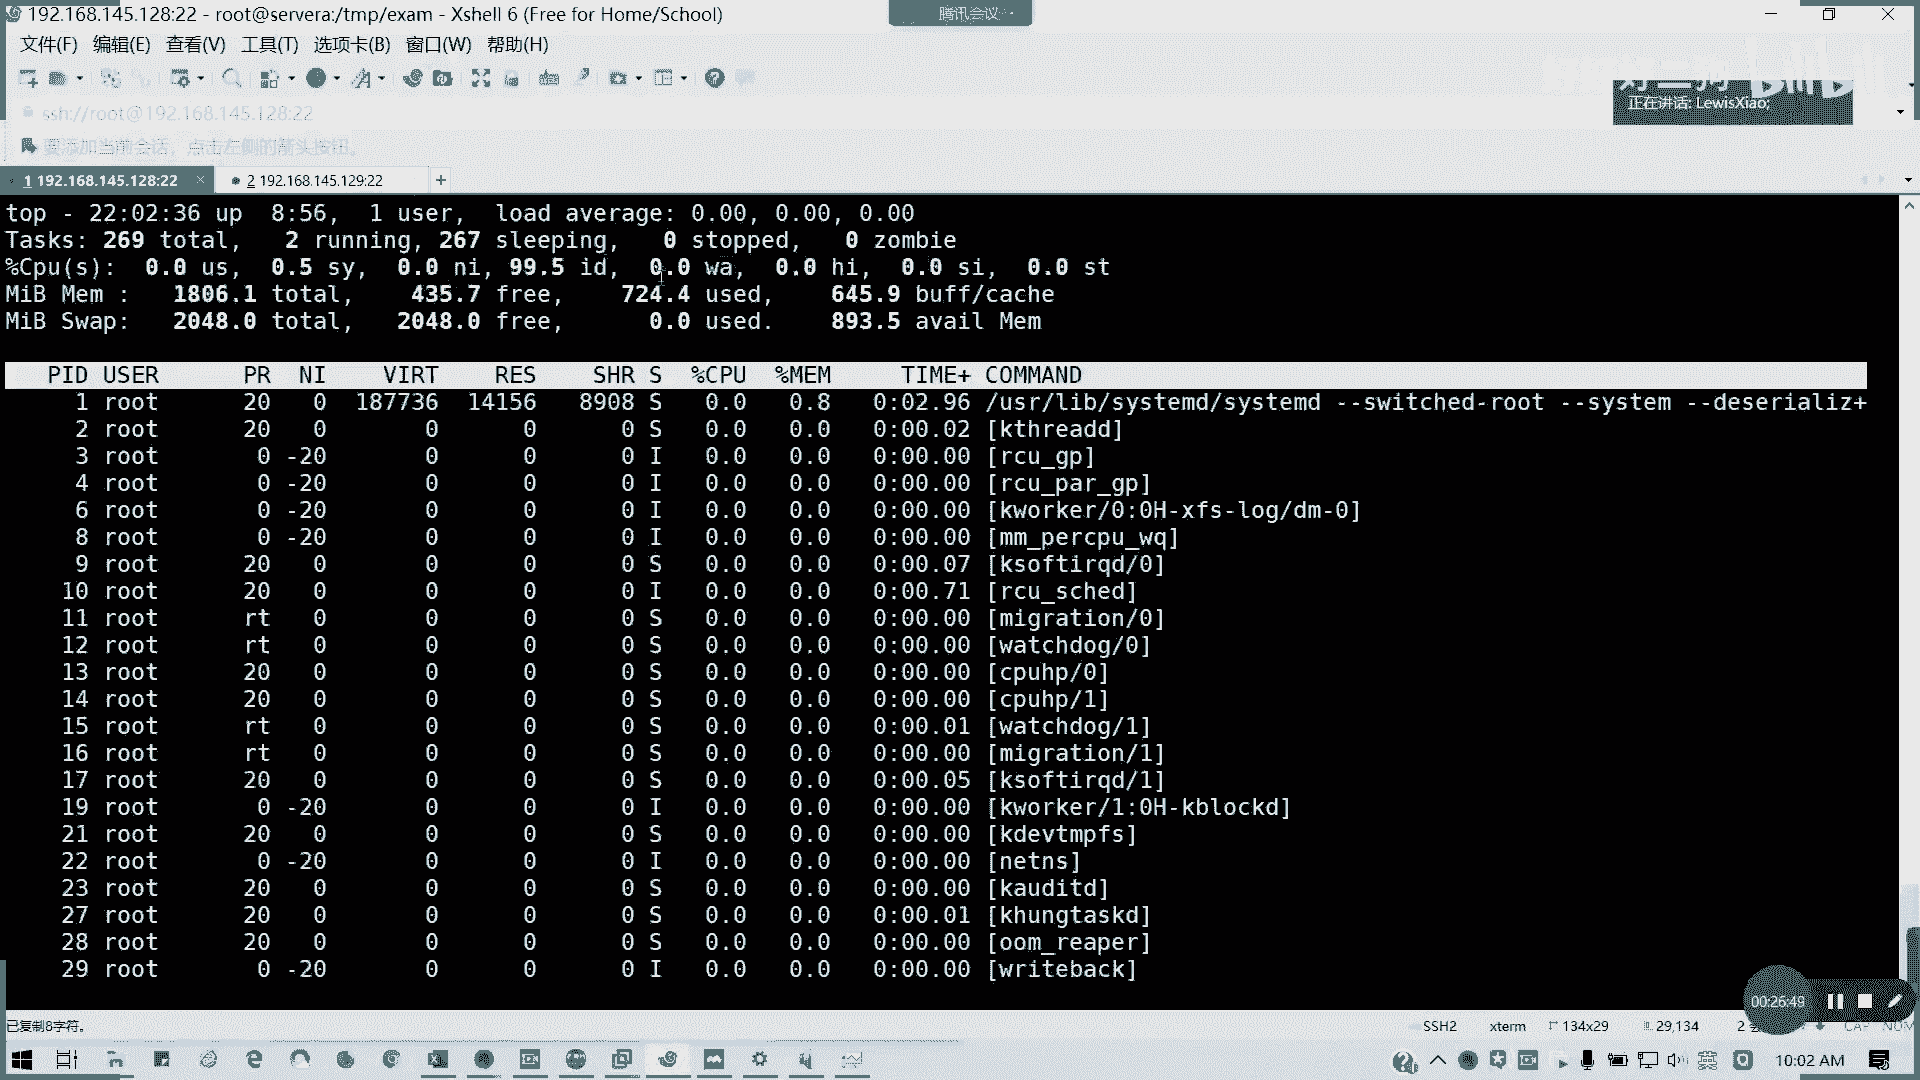 192.168.145.128:22 - root@servera:/tmp/exam - Xshell 6 (Free for Home/School)
腾讯会议
文件(F) 编辑(E) 查看(V) 工具(T) 选项卡(B) 窗口(W) 帮助(H)
正在讲话: LewisXiao;
ssh://root@192.168.145.128:22
要添加当前会话，点击左侧的箭头按钮。
1 192.168.145.128:22
2 192.168.145.129:22
top - 22:02:36 up  8:56,  1 user,  load average: 0.00, 0.00, 0.00
Tasks: 269 total,   2 running, 267 sleeping,   0 stopped,   0 zombie
%Cpu(s):  0.0 us,  0.5 sy,  0.0 ni, 99.5 id,  0.0 wa,  0.0 hi,  0.0 si,  0.0 st
MiB Mem :   1806.1 total,    435.7 free,    724.4 used,    645.9 buff/cache
MiB Swap:   2048.0 total,   2048.0 free,      0.0 used.    893.5 avail Mem
PID USER      PR  NI    VIRT    RES    SHR S  %CPU  %MEM     TIME+ COMMAND
1 root      20   0  187736  14156   8908 S   0.0   0.8   0:02.96 /usr/lib/systemd/systemd --switched-root --system --deserializ+
2 root      20   0       0      0      0 S   0.0   0.0   0:00.02 [kthreadd]
3 root       0 -20       0      0      0 I   0.0   0.0   0:00.00 [rcu_gp]
4 root       0 -20       0      0      0 I   0.0   0.0   0:00.00 [rcu_par_gp]
6 root       0 -20       0      0      0 I   0.0   0.0   0:00.00 [kworker/0:0H-xfs-log/dm-0]
8 root       0 -20       0      0      0 I   0.0   0.0   0:00.00 [mm_percpu_wq]
9 root      20   0       0      0      0 S   0.0   0.0   0:00.07 [ksoftirqd/0]
10 root      20   0       0      0      0 I   0.0   0.0   0:00.71 [rcu_sched]
11 root      rt   0       0      0      0 S   0.0   0.0   0:00.00 [migration/0]
12 root      rt   0       0      0      0 S   0.0   0.0   0:00.00 [watchdog/0]
13 root      20   0       0      0      0 S   0.0   0.0   0:00.00 [cpuhp/0]
14 root      20   0       0      0      0 S   0.0   0.0   0:00.00 [cpuhp/1]
15 root      rt   0       0      0      0 S   0.0   0.0   0:00.01 [watchdog/1]
16 root      rt   0       0      0      0 S   0.0   0.0   0:00.00 [migration/1]
17 root      20   0       0      0      0 S   0.0   0.0   0:00.05 [ksoftirqd/1]
19 root       0 -20       0      0      0 I   0.0   0.0   0:00.00 [kworker/1:0H-kblockd]
21 root      20   0       0      0      0 S   0.0   0.0   0:00.00 [kdevtmpfs]
22 root       0 -20       0      0      0 I   0.0   0.0   0:00.00 [netns]
23 root      20   0       0      0      0 S   0.0   0.0   0:00.00 [kauditd]
27 root      20   0       0      0      0 S   0.0   0.0   0:00.01 [khungtaskd]
28 root      20   0       0      0      0 S   0.0   0.0   0:00.00 [oom_reaper]
29 root       0 -20       0      0      0 I   0.0   0.0   0:00.00 [writeback]
00:26:49
已复制8字符。 SSH2 xterm 134x29 29,134 2 CAP NUM
英 10:02 AM